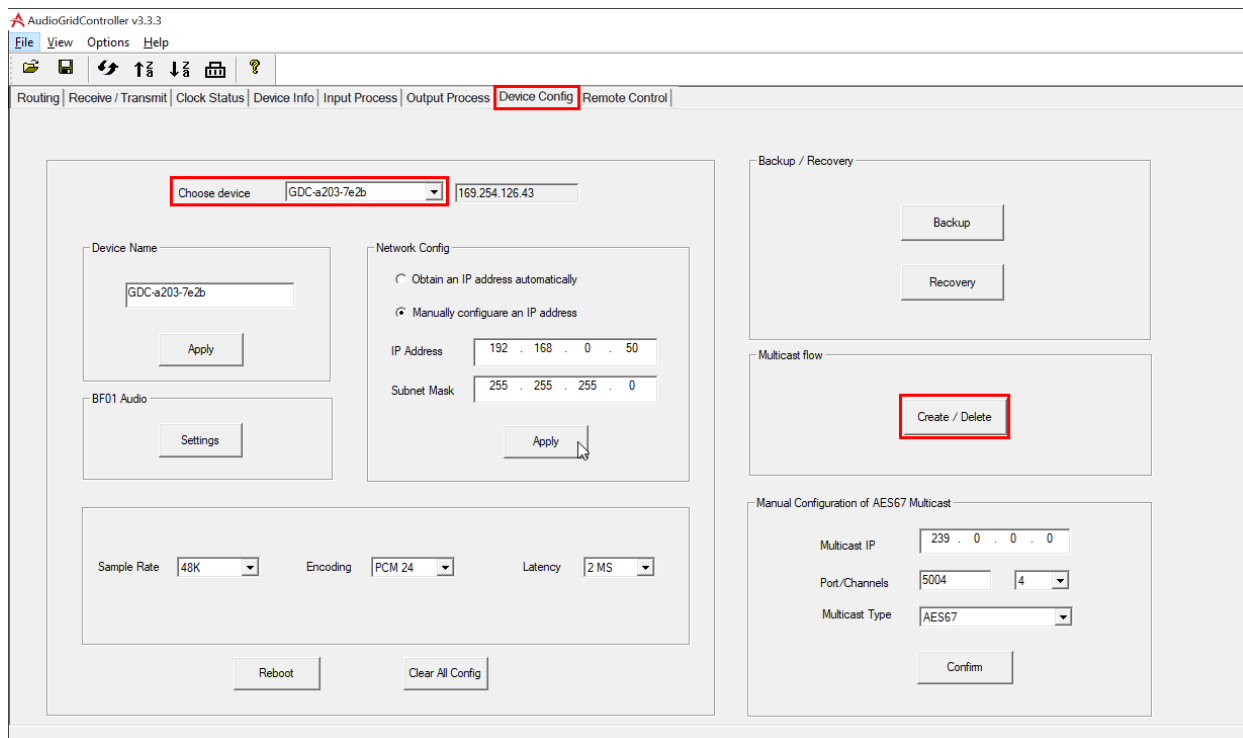 AudioGridController v3.3.3
File View Options Help
Routing Receive / Transmit Clock Status Device Info Input Process Output Process Device Config Remote Control
Choose device GDC-a203-7e2b 169.254.126.43
Device Name
GDC-a203-7e2b
Apply
BF01 Audio
Settings
Network Config
Obtain an IP address automatically
Manually configuare an IP address
IP Address 192 . 168 . 0 . 50
Subnet Mask 255 . 255 . 255 . 0
Apply
Sample Rate 48K Encoding PCM 24 Latency 2 MS
Reboot Clear All Config
Backup / Recovery
Backup
Recovery
Multicast flow
Create / Delete
Manual Configuration of AES67 Multicast
Multicast IP 239 . 0 . 0 . 0
Port/Channels 5004 4
Multicast Type AES67
Confirm